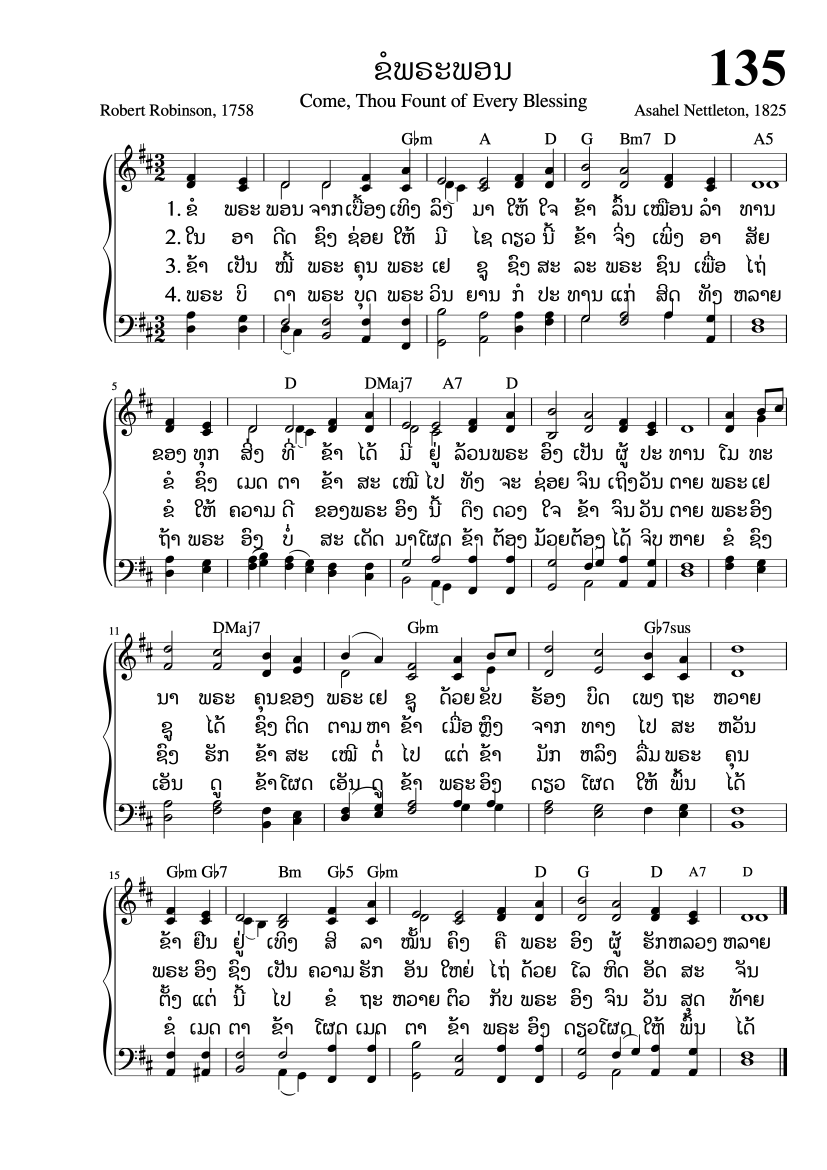 135
ຂໍພຣະພອນ
Come, Thou Fount of Every Blessing
Robert Robinson, 1758
Asahel Nettleton, 1825
G♭m A D G Bm7 D A5
1. ຂໍ ພຣະ ພອນ ຈາກເບື້ອງ ເທິງ ລົງ ມາ ໃຫ້ ໃຈ ຂ້າ ລົ້ນ ເໝືອນ ລຳ ທານ
2. ໃນ ອາ ດີດ ຊົງ ຊ່ອຍ ໃຫ້ ມີ ໄຊ ດຽວ ນີ້ ຂ້າ ຈິ່ງ ເພິ່ງ ອາ ສັຍ
3. ຂ້າ ເປັນ ໜີ້ ພຣະ ຄຸນ ພຣະ ເຢ ຊູ ຊົງ ສະ ລະ ພຣະ ຊົນ ເພື່ອ ໄຖ່
4. ພຣະ ບິ ດາ ພຣະ ບຸດ ພຣະ ວິນ ຍານ ກໍ ປະ ທານ ແກ່ ສິດ ທັງ ຫລາຍ
5 D DMaj7 A7 D
ຂອງ ທຸກ ສິ່ງ ທີ່ ຂ້າ ໄດ້ ມີ ຢູ່ ລ້ວນພຣະ ອົງ ເປັນ ຜູ້ ປະ ທານ ໂມ ທະ
ຂໍ ຊົງ ເມດ ຕາ ຂ້າ ສະ ເໝີ ໄປ ທັງ ຈະ ຊ່ອຍ ຈົນ ເຖິງວັນ ຕາຍ ພຣະ ເຢ
ຂໍ ໃຫ້ ຄວາມ ດີ ຂອງພຣະ ອົງ ນີ້ ດຶງ ດວງ ໃຈ ຂ້າ ຈົນ ວັນ ຕາຍ ພຣະ ອົງ
ຖ້າ ພຣະ ອົງ ບໍ່ ສະ ເດັດ ມາໂຜດ ຂ້າ ຕ້ອງ ມ້ວຍຕ້ອງ ໄດ້ ຈິບ ຫາຍ ຂໍ ຊົງ
11 DMaj7 G♭m G♭7sus
ນາ ພຣະ ຄຸນຂອງ ພຣະ ເຢ ຊູ ດ້ວຍ ຂັບ ຮ້ອງ ບົດ ເພງ ຖະ ຫວາຍ
ຊູ ໄດ້ ຊົງ ຕິດ ຕາມ ຫາ ຂ້າ ເມື່ອ ຫຼົງ ຈາກ ທາງ ໄປ ສະ ຫວັນ
ຊົງ ຮັກ ຂ້າ ສະ ເໝີ ຕໍ່ ໄປ ແຕ່ ຂ້າ ມັກ ຫລົງ ລື່ມ ພຣະ ຄຸນ
ເອັນ ດູ ຂ້າ ໂຜດ ເອັນ ດູ ຂ້າ ພຣະ ອົງ ດຽວ ໂຜດ ໃຫ້ ພົ້ນ ໄດ້
15 G♭m G♭7 Bm G♭5 G♭m D G D A7 D
ຂ້າ ຢືນ ຢູ່ ເທິງ ສິ ລາ ໝັ້ນ ຄົງ ຄື ພຣະ ອົງ ຜູ້ ຮັກຫລວງ ຫລາຍ
ພຣະ ອົງ ຊົງ ເປັນ ຄວາມ ຮັກ ອັນ ໃຫຍ່ ໄຖ່ ດ້ວຍ ໂລ ຫິດ ອັດ ສະ ຈັນ
ຕັ້ງ ແຕ່ ນີ້ ໄປ ຂໍ ຖະ ຫວາຍ ຕົວ ກັບ ພຣະ ອົງ ຈົນ ວັນ ສຸດ ທ້າຍ
ຂໍ ເມດ ຕາ ຂ້າ ໂຜດ ເມດ ຕາ ຂ້າ ພຣະ ອົງ ດຽວໂຜດ ໃຫ້ ພົ້ນ ໄດ້